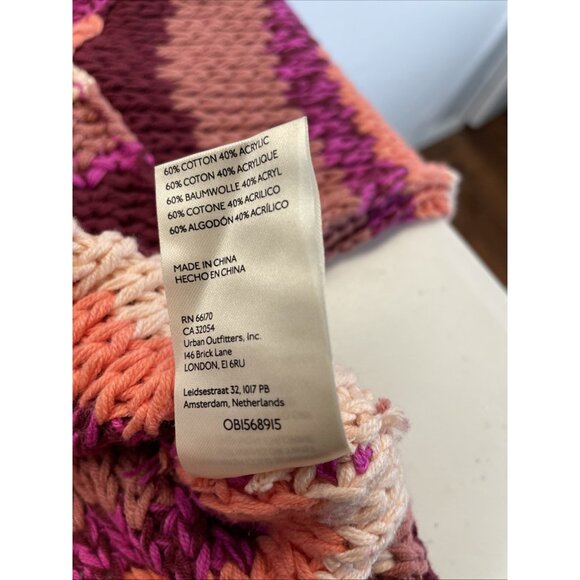 60% COTTON 40% ACRYLIC
60% COTON 40% ACRYLIQUE
60% BAUMWOLLE 40% ACRYL
60% COTONE 40% ACRILICO
60% ALGODÓN 40% ACRÍLICO
MADE IN CHINA
HECHO EN CHINA
RN 66170
CA 32054
Urban Outfitters, Inc.
146 Brick Lane
LONDON, E1 6RU
Leidsestraat 32, 1017 PB
Amsterdam, Netherlands
OB1568915